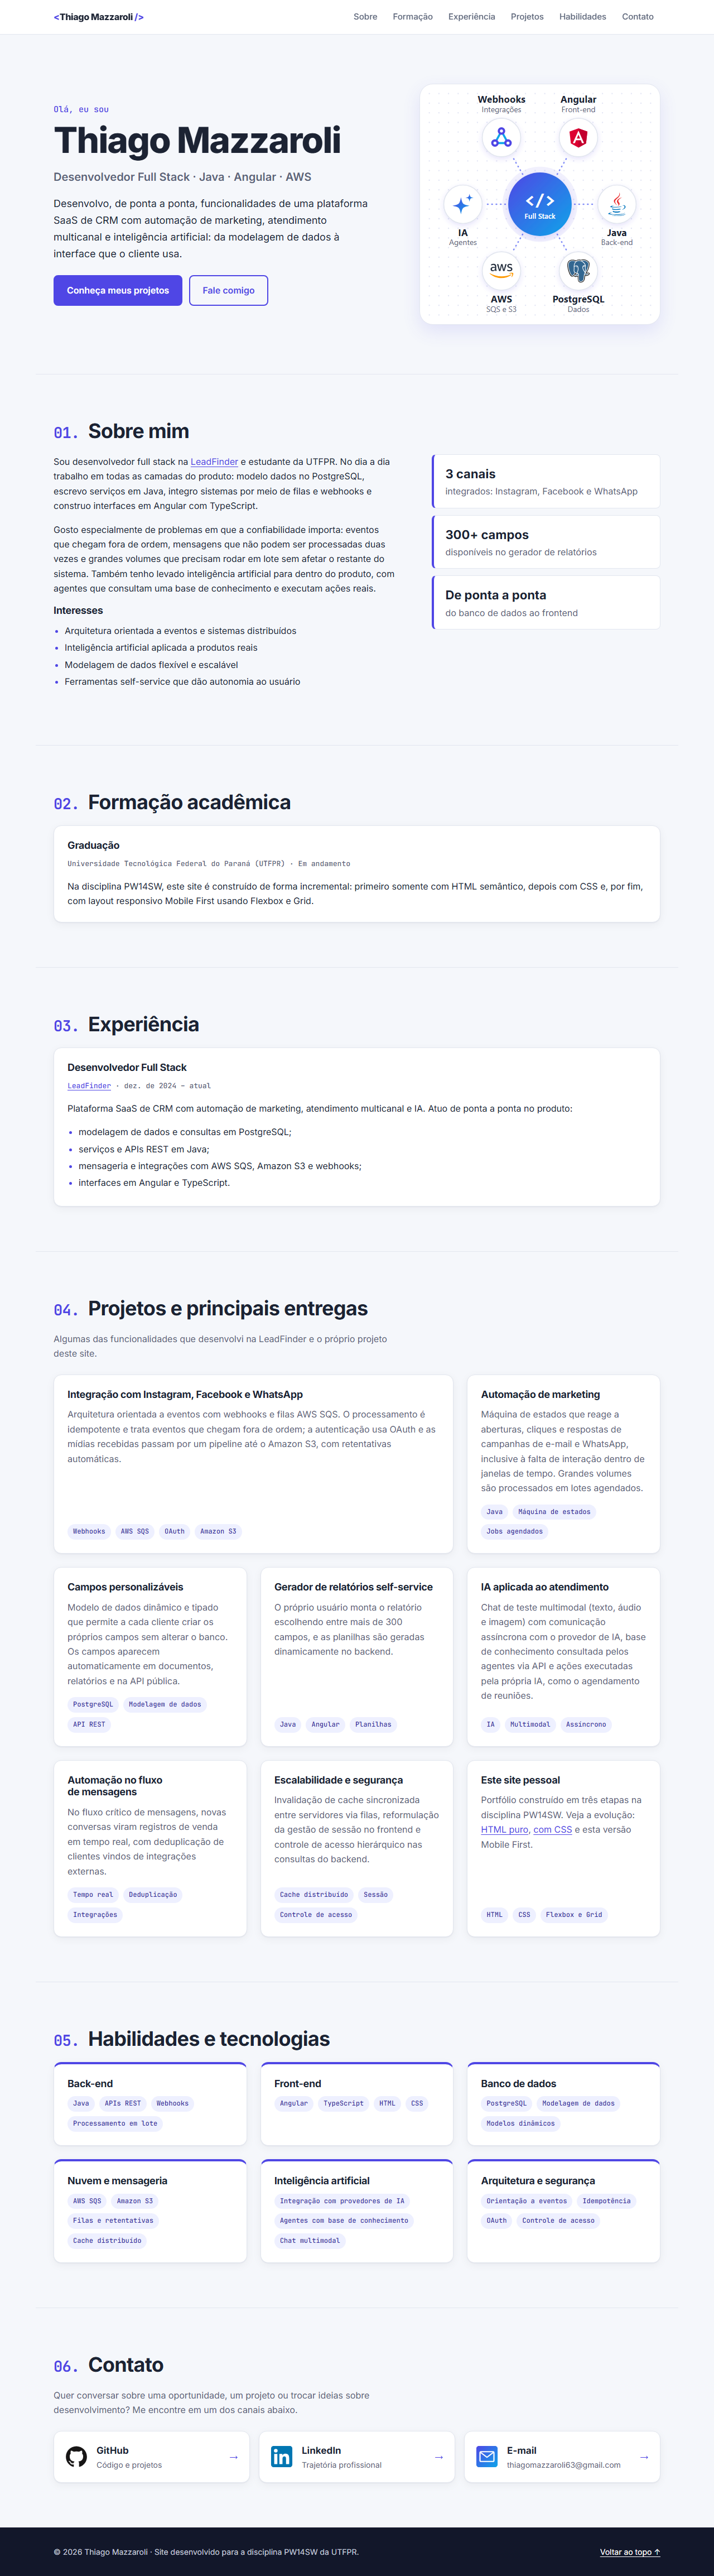 <Thiago Mazzaroli />
Sobre Formação Experiência Projetos Habilidades Contato
Olá, eu sou
Thiago Mazzaroli
Desenvolvedor Full Stack · Java · Angular · AWS
Desenvolvo, de ponta a ponta, funcionalidades de uma plataforma
SaaS de CRM com automação de marketing, atendimento
multicanal e inteligência artificial: da modelagem de dados à
interface que o cliente usa.
Conheça meus projetos
Fale comigo
Webhooks
Integrações
Angular
Front-end
IA
Agentes
</>
Full Stack
Java
Back-end
aws
AWS
SQS e S3
PostgreSQL
Dados
01. Sobre mim
Sou desenvolvedor full stack na LeadFinder e estudante da UTFPR. No dia a dia
trabalho em todas as camadas do produto: modelo dados no PostgreSQL,
escrevo serviços em Java, integro sistemas por meio de filas e webhooks e
construo interfaces em Angular com TypeScript.
Gosto especialmente de problemas em que a confiabilidade importa: eventos
que chegam fora de ordem, mensagens que não podem ser processadas duas
vezes e grandes volumes que precisam rodar em lote sem afetar o restante do
sistema. Também tenho levado inteligência artificial para dentro do produto, com
agentes que consultam uma base de conhecimento e executam ações reais.
Interesses
• Arquitetura orientada a eventos e sistemas distribuídos
• Inteligência artificial aplicada a produtos reais
• Modelagem de dados flexível e escalável
• Ferramentas self-service que dão autonomia ao usuário
3 canais
integrados: Instagram, Facebook e WhatsApp
300+ campos
disponíveis no gerador de relatórios
De ponta a ponta
do banco de dados ao frontend
02. Formação acadêmica
Graduação
Universidade Tecnológica Federal do Paraná (UTFPR) · Em andamento
Na disciplina PW14SW, este site é construído de forma incremental: primeiro somente com HTML semântico, depois com CSS e, por fim,
com layout responsivo Mobile First usando Flexbox e Grid.
03. Experiência
Desenvolvedor Full Stack
LeadFinder · dez. de 2024 – atual
Plataforma SaaS de CRM com automação de marketing, atendimento multicanal e IA. Atuo de ponta a ponta no produto:
• modelagem de dados e consultas em PostgreSQL;
• serviços e APIs REST em Java;
• mensageria e integrações com AWS SQS, Amazon S3 e webhooks;
• interfaces em Angular e TypeScript.
04. Projetos e principais entregas
Algumas das funcionalidades que desenvolvi na LeadFinder e o próprio projeto
deste site.
Integração com Instagram, Facebook e WhatsApp
Arquitetura orientada a eventos com webhooks e filas AWS SQS. O processamento é
idempotente e trata eventos que chegam fora de ordem; a autenticação usa OAuth e as
mídias recebidas passam por um pipeline até o Amazon S3, com retentativas
automáticas.
Webhooks AWS SQS OAuth Amazon S3
Automação de marketing
Máquina de estados que reage a
aberturas, cliques e respostas de
campanhas de e-mail e WhatsApp,
inclusive à falta de interação dentro de
janelas de tempo. Grandes volumes
são processados em lotes agendados.
Java Máquina de estados
Jobs agendados
Campos personalizáveis
Modelo de dados dinâmico e tipado
que permite a cada cliente criar os
próprios campos sem alterar o banco.
Os campos aparecem
automaticamente em documentos,
relatórios e na API pública.
PostgreSQL Modelagem de dados
API REST
Gerador de relatórios self-service
O próprio usuário monta o relatório
escolhendo entre mais de 300
campos, e as planilhas são geradas
dinamicamente no backend.
Java Angular Planilhas
IA aplicada ao atendimento
Chat de teste multimodal (texto, áudio
e imagem) com comunicação
assíncrona com o provedor de IA, base
de conhecimento consultada pelos
agentes via API e ações executadas
pela própria IA, como o agendamento
de reuniões.
IA Multimodal Assíncrono
Automação no fluxo
de mensagens
No fluxo crítico de mensagens, novas
conversas viram registros de venda
em tempo real, com deduplicação de
clientes vindos de integrações
externas.
Tempo real Deduplicação
Integrações
Escalabilidade e segurança
Invalidação de cache sincronizada
entre servidores via filas, reformulação
da gestão de sessão no frontend e
controle de acesso hierárquico nas
consultas do backend.
Cache distribuído Sessão
Controle de acesso
Este site pessoal
Portfólio construído em três etapas na
disciplina PW14SW. Veja a evolução:
HTML puro, com CSS e esta versão
Mobile First.
HTML CSS Flexbox e Grid
05. Habilidades e tecnologias
Back-end
Java APIs REST Webhooks
Processamento em lote
Front-end
Angular TypeScript HTML CSS
Banco de dados
PostgreSQL Modelagem de dados
Modelos dinâmicos
Nuvem e mensageria
AWS SQS Amazon S3
Filas e retentativas
Cache distribuído
Inteligência artificial
Integração com provedores de IA
Agentes com base de conhecimento
Chat multimodal
Arquitetura e segurança
Orientação a eventos Idempotência
OAuth Controle de acesso
06. Contato
Quer conversar sobre uma oportunidade, um projeto ou trocar ideias sobre
desenvolvimento? Me encontre em um dos canais abaixo.
GitHub
Código e projetos
→
in
LinkedIn
Trajetória profissional
→
E-mail
thiagomazzaroli63@gmail.com
→
© 2026 Thiago Mazzaroli · Site desenvolvido para a disciplina PW14SW da UTFPR.
Voltar ao topo ↑